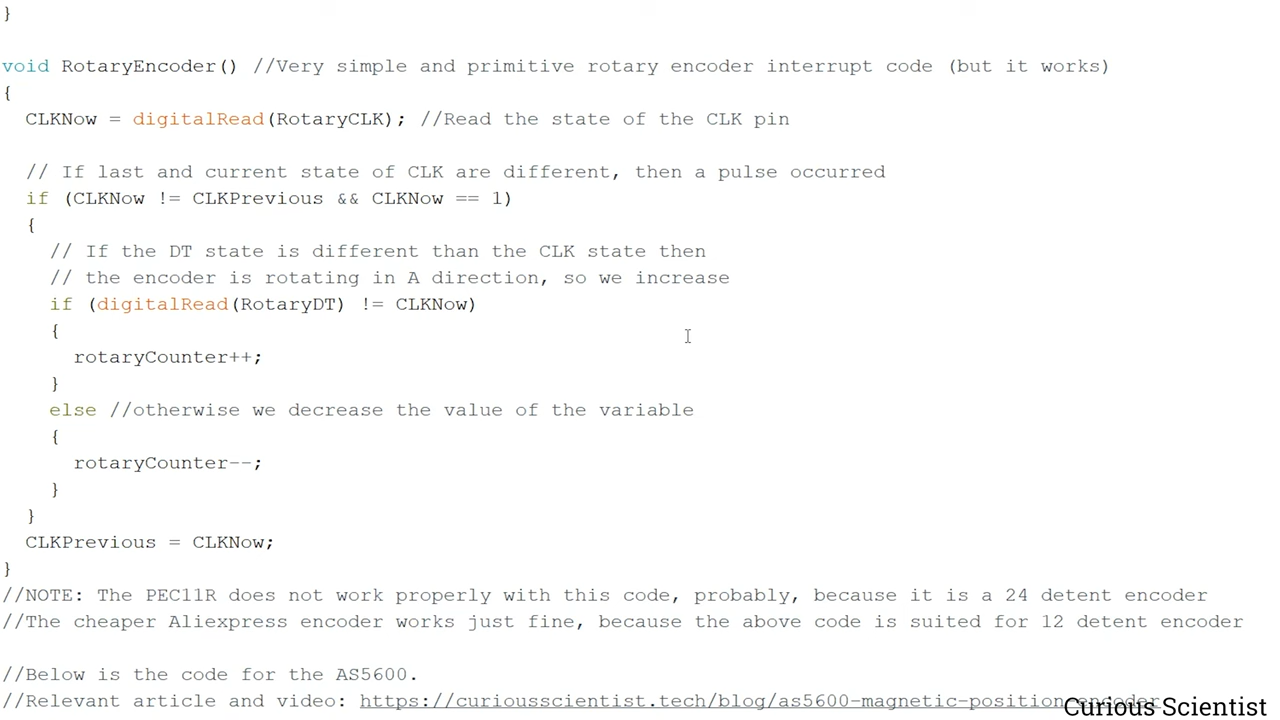 }
void RotaryEncoder() //Very simple and primitive rotary encoder interrupt code (but it works)
{
CLKNow = digitalRead(RotaryCLK); //Read the state of the CLK pin
// If last and current state of CLK are different, then a pulse occurred
if (CLKNow != CLKPrevious && CLKNow == 1)
{
// If the DT state is different than the CLK state then
// the encoder is rotating in A direction, so we increase
if (digitalRead(RotaryDT) != CLKNow)
{
rotaryCounter++;
}
else //otherwise we decrease the value of the variable
{
rotaryCounter--;
}
}
CLKPrevious = CLKNow;
}
//NOTE: The PEC11R does not work properly with this code, probably, because it is a 24 detent encoder
//The cheaper Aliexpress encoder works just fine, because the above code is suited for 12 detent encoder
//Below is the code for the AS5600.
//Relevant article and video: https://curiousscientist.tech/blog/as5600-magnetic-position-encoder
Curious Scientist